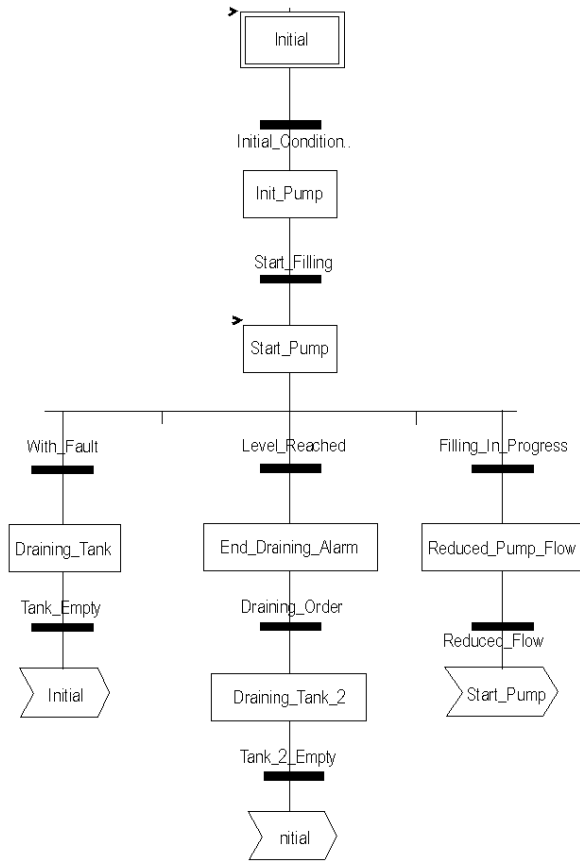 Initial
Initial_Condition..
Init_Pump
Start_Filling
Start_Pump
With_Fault
Level_Reached
Filling_In_Progress
Draining_Tank
End_Draining_Alarm
Reduced_Pump_Flow
Tank_Empty
Draining_Order
Reduced_Flow
Initial
Draining_Tank_2
Start_Pump
Tank_2_Empty
nitial